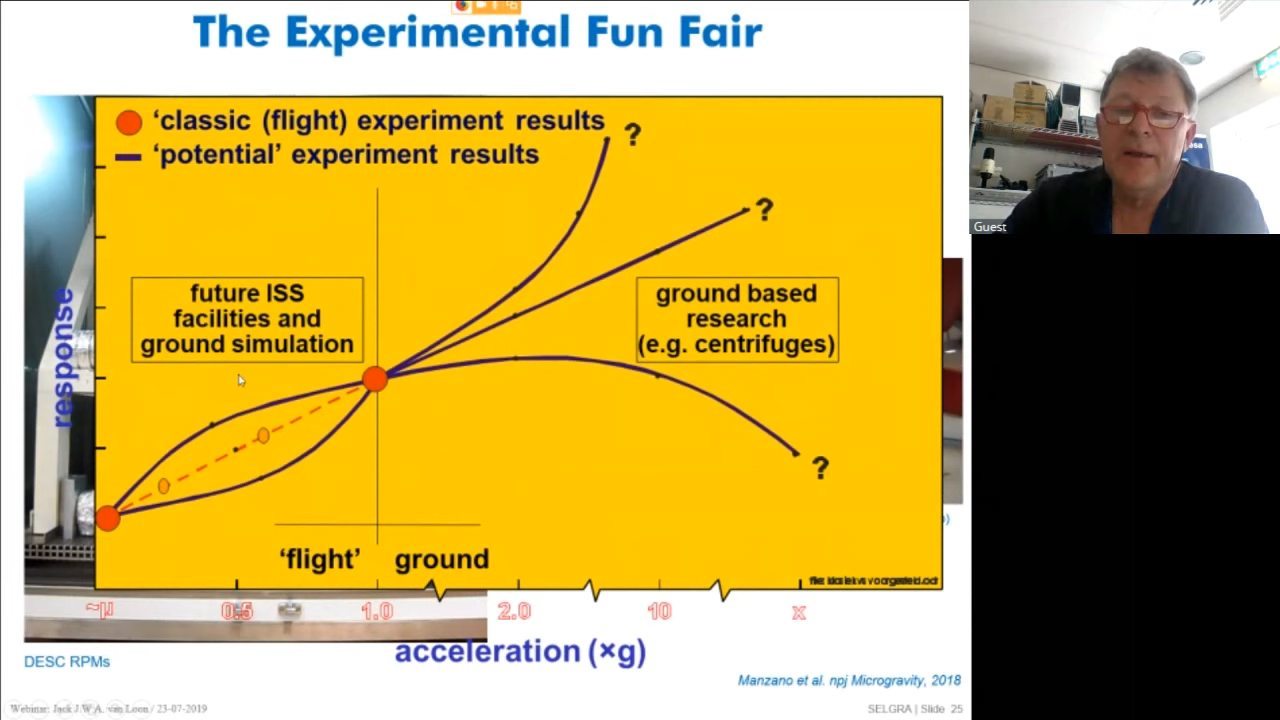 The Experimental Fun Fair
'classic (flight) experiment results
'potential' experiment results
?
?
?
future ISS
facilities and
ground simulation
ground based
research
(e.g. centrifuges)
response
'flight' ground
~μ 0.5 1.0 2.0 10 x
acceleration (×g)
DESC RPMs
Manzano et al. npj Microgravity, 2018
Webinar: Jack J.W.A. van Loon / 23-07-2019
SELGRA | Slide 25
Guest
esa